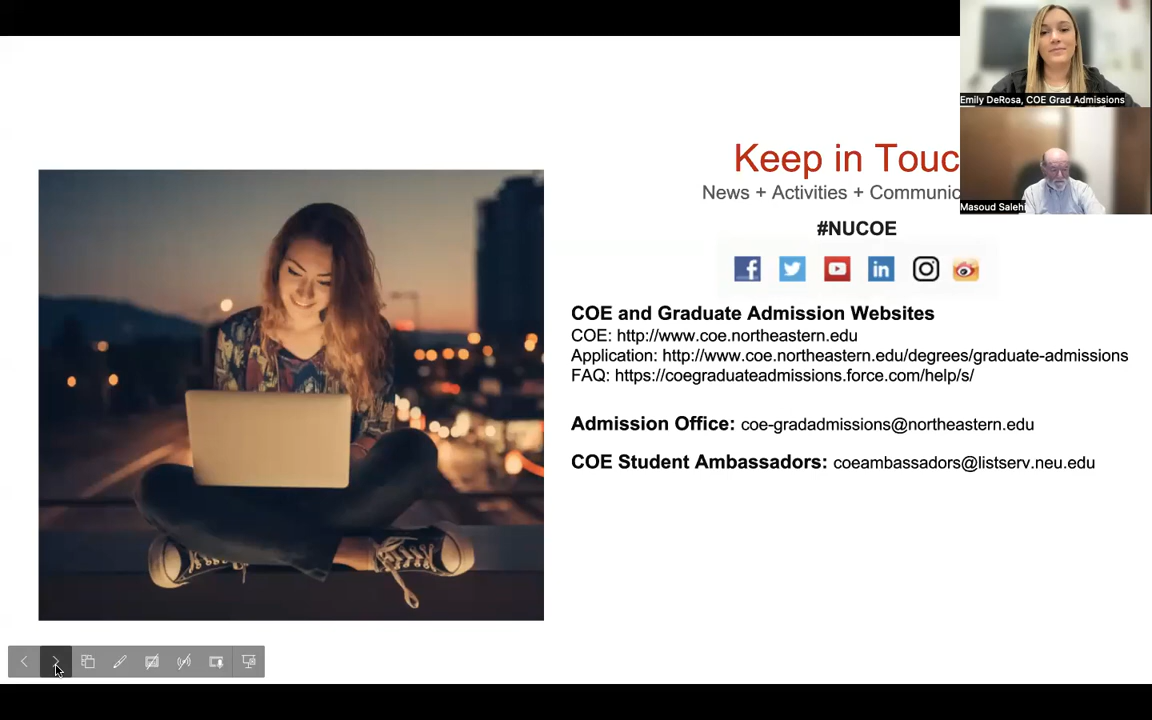 Emily DeRosa, COE Grad Admissions
Masoud Salehi
Keep in Touc
News + Activities + Communic
#NUCOE
COE and Graduate Admission Websites
COE: http://www.coe.northeastern.edu
Application: http://www.coe.northeastern.edu/degrees/graduate-admissions
FAQ: https://coegraduateadmissions.force.com/help/s/
Admission Office: coe-gradadmissions@northeastern.edu
COE Student Ambassadors: coeambassadors@listserv.neu.edu